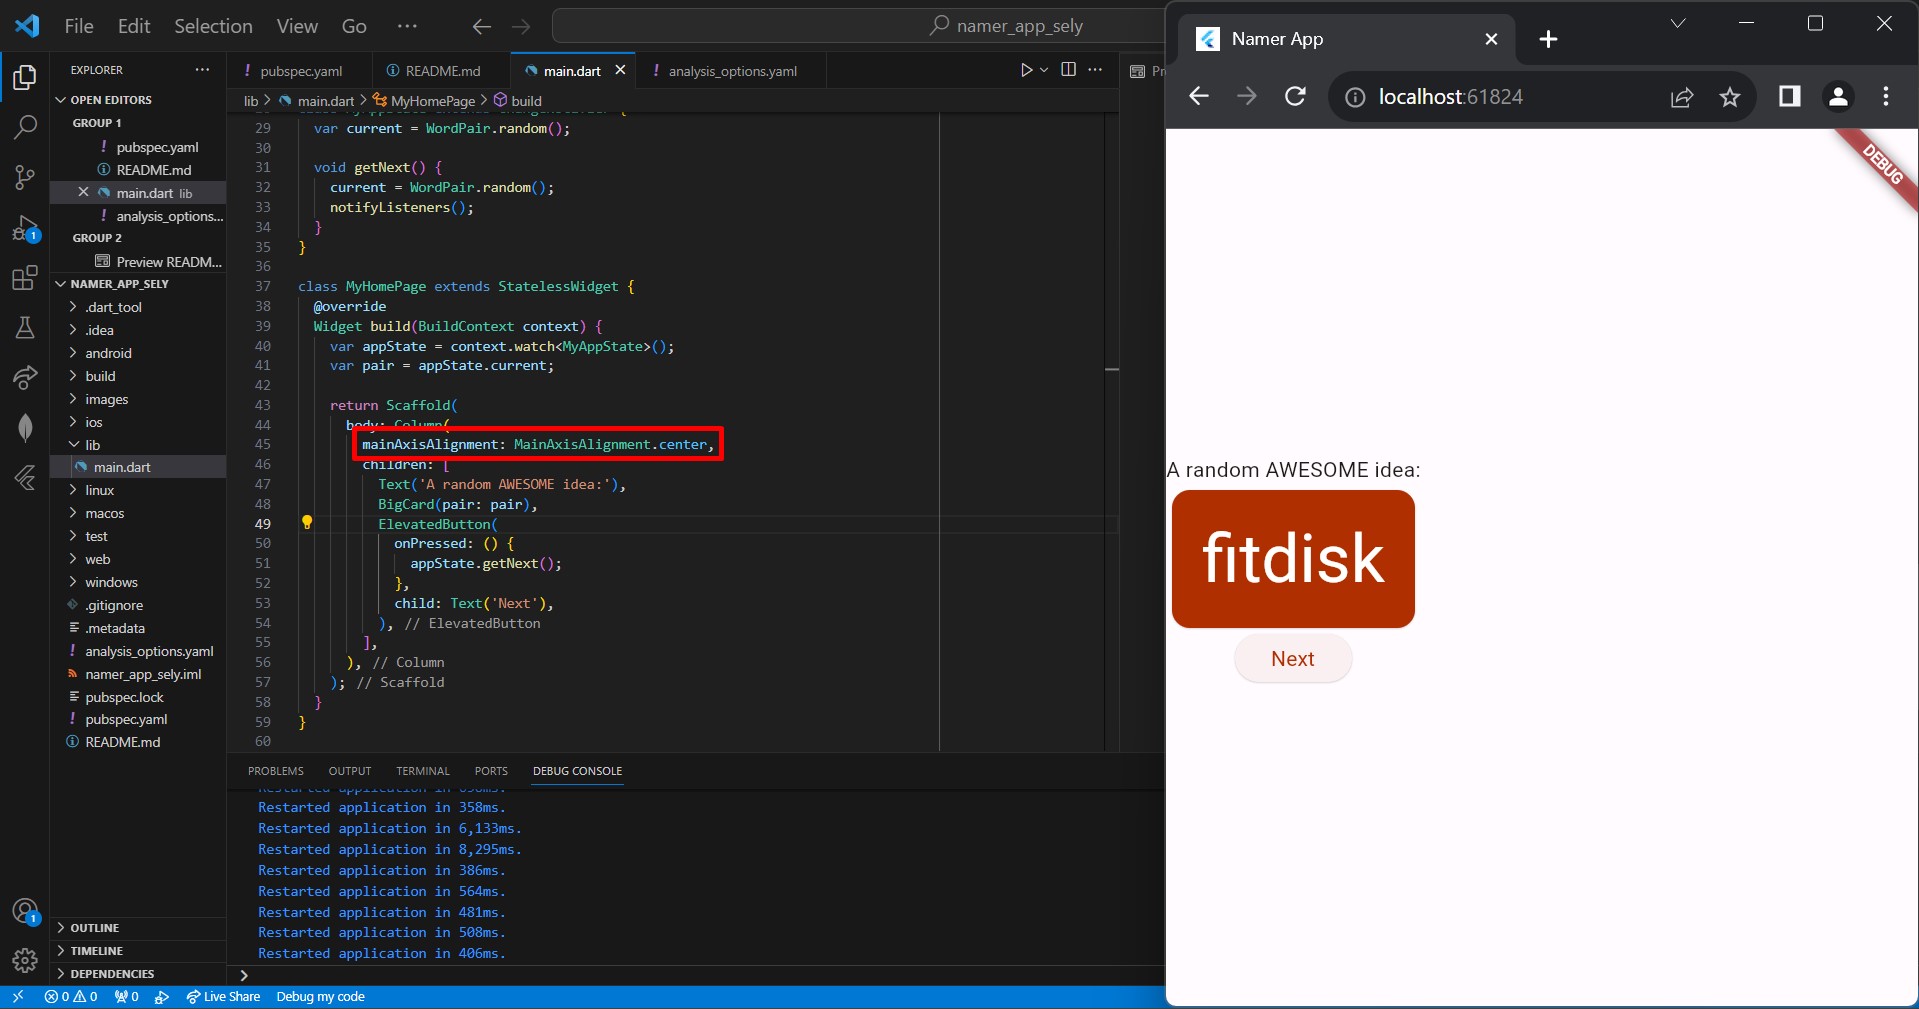 File Edit Selection View Go ···
namer_app_sely
EXPLORER ···
OPEN EDITORS
GROUP 1
! pubspec.yaml
README.md
× main.dart lib
! analysis_options...
GROUP 2
Preview READM...
NAMER_APP_SELY
.dart_tool
.idea
android
build
images
ios
lib
main.dart
linux
macos
test
web
windows
.gitignore
.metadata
! analysis_options.yaml
namer_app_sely.iml
pubspec.lock
! pubspec.yaml
README.md
OUTLINE
TIMELINE
DEPENDENCIES
! pubspec.yaml README.md main.dart × ! analysis_options.yaml ··· Pr
lib > main.dart > MyHomePage > build
29 var current = WordPair.random();
30
31 void getNext() {
32 current = WordPair.random();
33 notifyListeners();
34 }
35 }
36
37 class MyHomePage extends StatelessWidget {
38 @override
39 Widget build(BuildContext context) {
40 var appState = context.watch<MyAppState>();
41 var pair = appState.current;
42
43 return Scaffold(
44 body: Column(
45 mainAxisAlignment: MainAxisAlignment.center,
46 children: [
47 Text('A random AWESOME idea:'),
48 BigCard(pair: pair),
49 ElevatedButton(
50 onPressed: () {
51 appState.getNext();
52 },
53 child: Text('Next'),
54 ), // ElevatedButton
55 ],
56 ), // Column
57 ); // Scaffold
58 }
59 }
60
PROBLEMS OUTPUT TERMINAL PORTS DEBUG CONSOLE
Restarted application in 358ms.
Restarted application in 6,133ms.
Restarted application in 8,295ms.
Restarted application in 386ms.
Restarted application in 564ms.
Restarted application in 481ms.
Restarted application in 508ms.
Restarted application in 406ms.
>
1
1
0 0 0 Live Share Debug my code
Namer App
localhost:61824
DEBUG
A random AWESOME idea:
fitdisk
Next